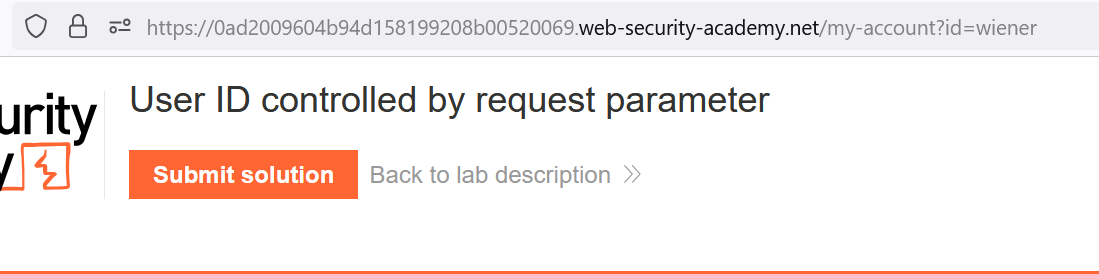 https://0ad2009604b94d158199208b00520069.web-security-academy.net/my-account?id=wiener
User ID controlled by request parameter
urity
y
Submit solution
Back to lab description